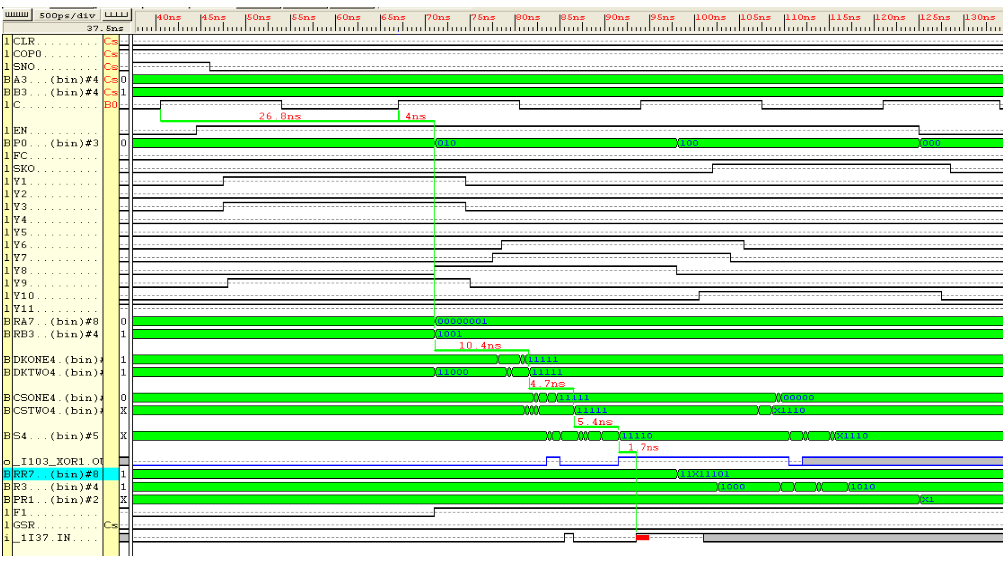 500ps/div 40ns 45ns 50ns 55ns 60ns 65ns 70ns 75ns 80ns 85ns 90ns 95ns 100ns 105ns 110ns 115ns 120ns 125ns 130ns
37.5ns
1 CLR......... Cs
1 COP0........ Cs
1 SNO......... Cs
B A3...(bin)#4 Cs 0
B B3...(bin)#4 Cs 1
1 C........... B0
26.8ns 4ns
1 EN..........
B P0...(bin)#3 0 010 100 000
1 FC..........
1 SKO.........
1 Y1..........
1 Y2..........
1 Y3..........
1 Y4..........
1 Y5..........
1 Y6..........
1 Y7..........
1 Y8..........
1 Y9..........
1 Y10.........
1 Y11.........
B RA7..(bin)#8 0 00000001
B RB3..(bin)#4 1 1001
10.4ns
B DKONE4.(bin)# 1 11111
B DKTWO4.(bin)# 1 11000 11111
4.7ns
B CSONE4.(bin)# 0 11111 00000
B CSTWO4.(bin)# X 11111 X1110
5.4ns
B S4...(bin)#5 X 11110 X1110
1.7ns
o _I103_XOR1.OU
B RR7..(bin)#8 1 11X11101
B R3...(bin)#4 1 1000 1010
B PR1..(bin)#2 X X1
1 F1..........
1 GSR......... Cs
i _1I37.IN....